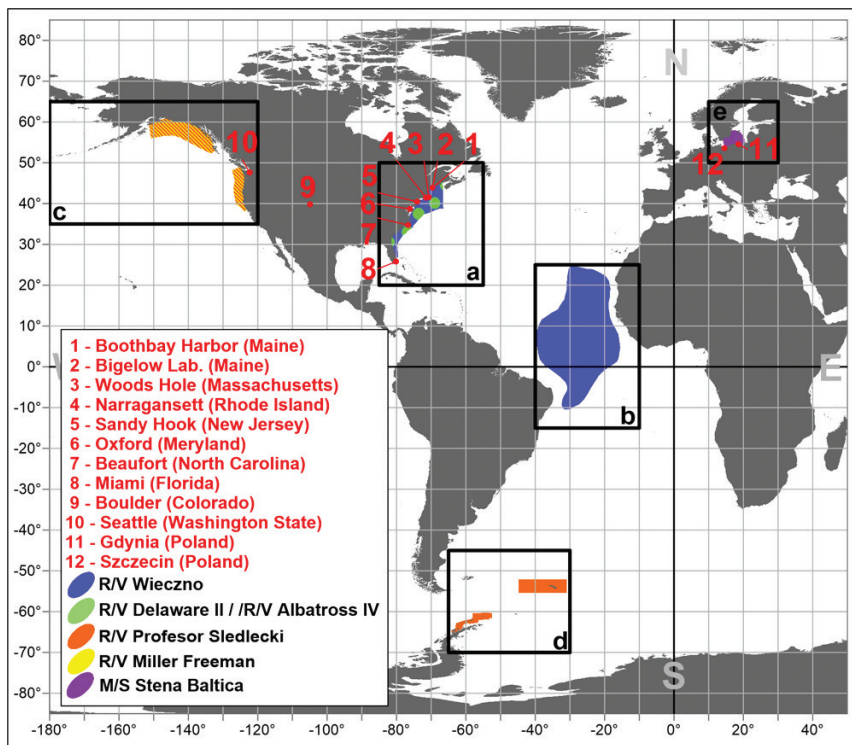 80°
70°
60°
50°
40°
30°
20°
10°
0°
-10°
-20°
-30°
-40°
-50°
-60°
-70°
-80°
N
E
S
W
10
9
4 3 2 1
5
6
7
8
12 11
a
b
c
d
e
1 - Boothbay Harbor (Maine)
2 - Bigelow Lab. (Maine)
3 - Woods Hole (Massachusetts)
4 - Narragansett (Rhode Island)
5 - Sandy Hook (New Jersey)
6 - Oxford (Meryland)
7 - Beaufort (North Carolina)
8 - Miami (Florida)
9 - Boulder (Colorado)
10 - Seattle (Washington State)
11 - Gdynia (Poland)
12 - Szczecin (Poland)
R/V Wieczno
R/V Delaware II / /R/V Albatross IV
R/V Profesor Sledlecki
R/V Miller Freeman
M/S Stena Baltica
-180 -160° -140° -120° -100° -80° -60° -40° -20° 0° 20° 40°